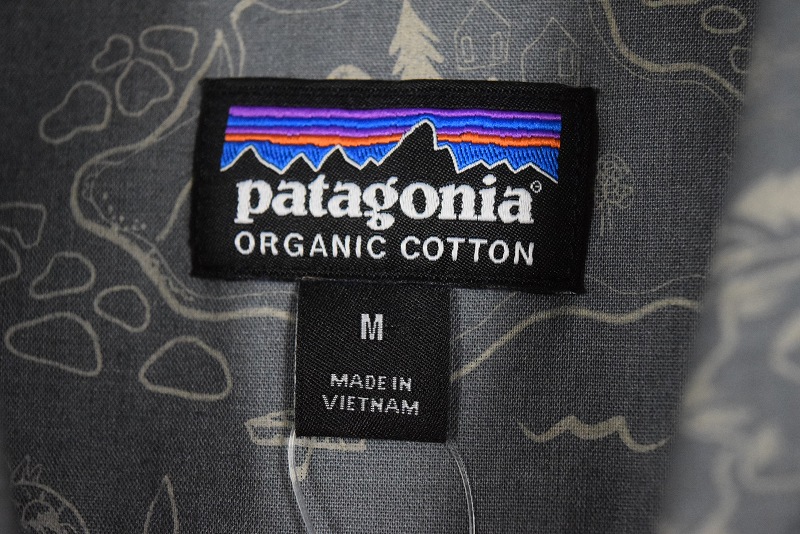 patagonia®
ORGANIC COTTON
M
MADE IN
VIETNAM